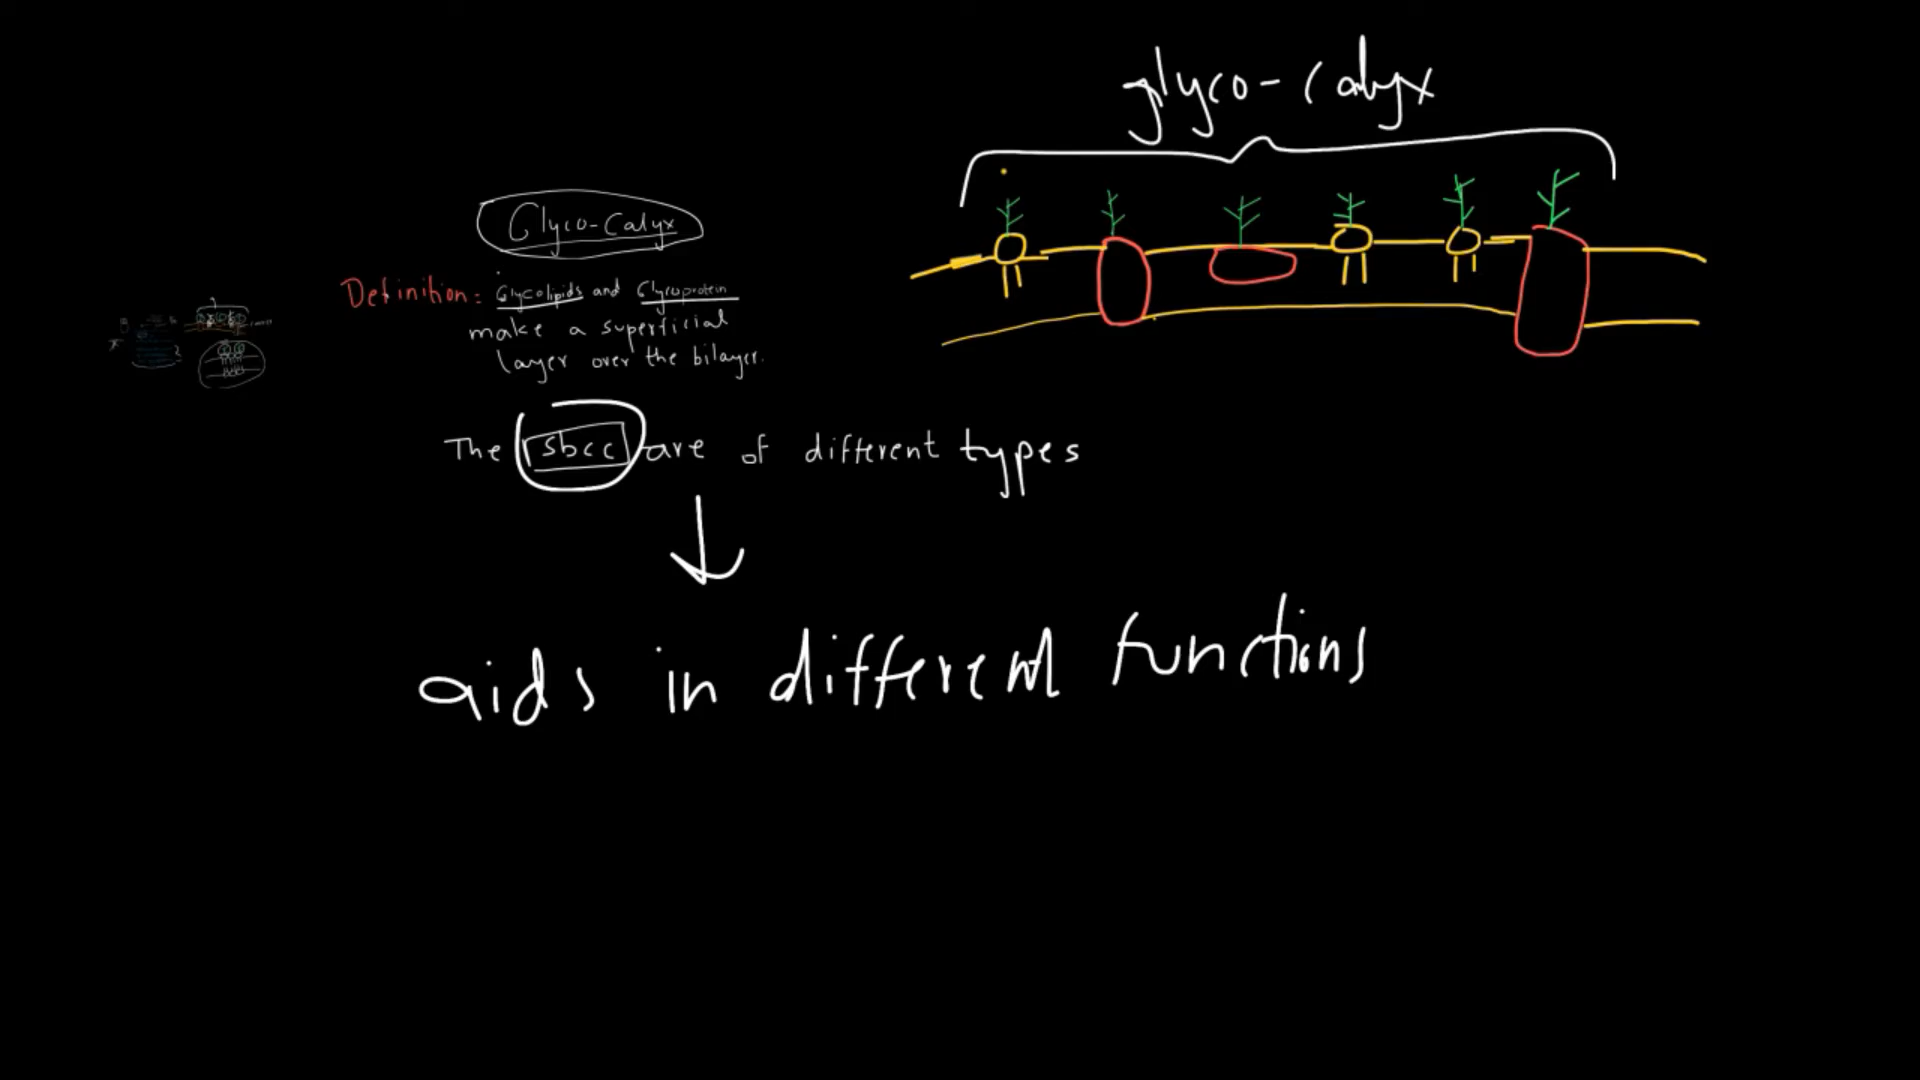 glyco-calyx
Glyco-Calyx
Definition: Glycolipids and Glycoprotein
make a superficial
layer over the bilayer.
The sbcc are of different types
aids in different functions